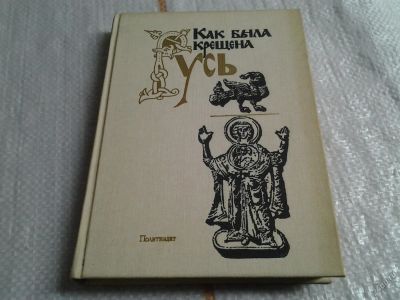 Как была
крещена
Русь
Политиздат